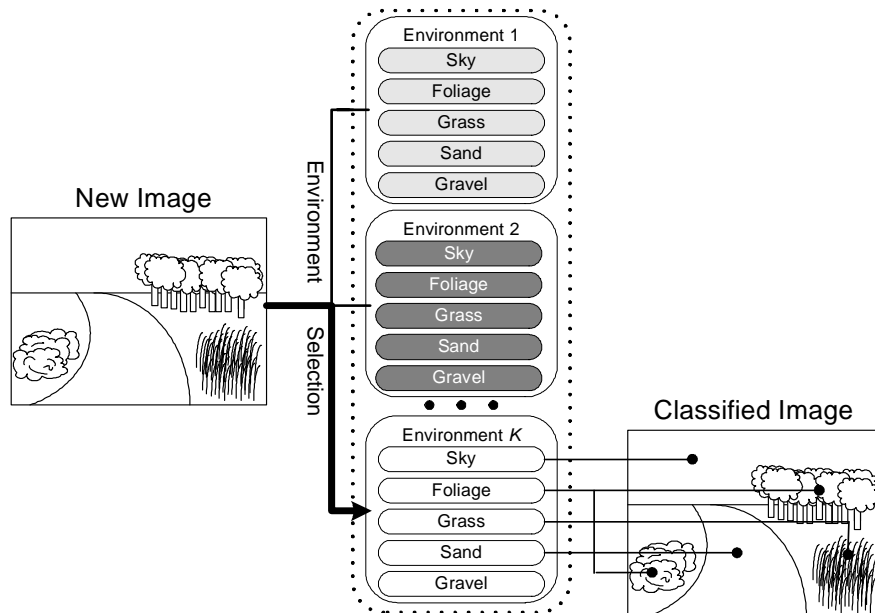 New Image
Environment
Selection
Environment 1
Sky
Foliage
Grass
Sand
Gravel
Environment 2
Sky
Foliage
Grass
Sand
Gravel
Environment K
Sky
Foliage
Grass
Sand
Gravel
Classified Image